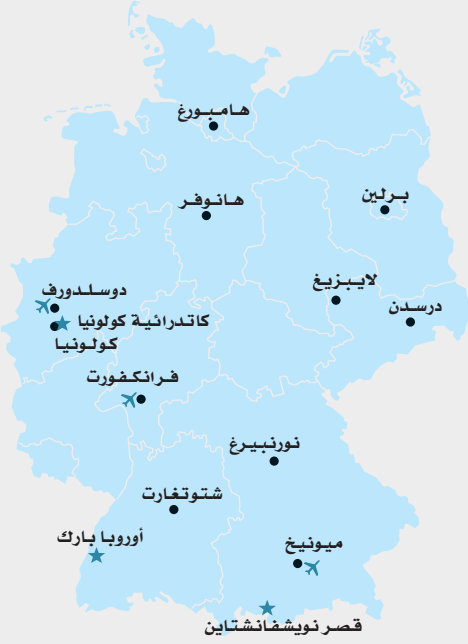 هامبورغ
برلين
هانوفر
لايبزيغ
دوسلدورف
درسدن
كاتدرائية كولونيا
كولونيا
فرانكفورت
نورنبيرغ
شتوتغارت
أوروبا بارك
ميونيخ
قصر نويشفانشتاين